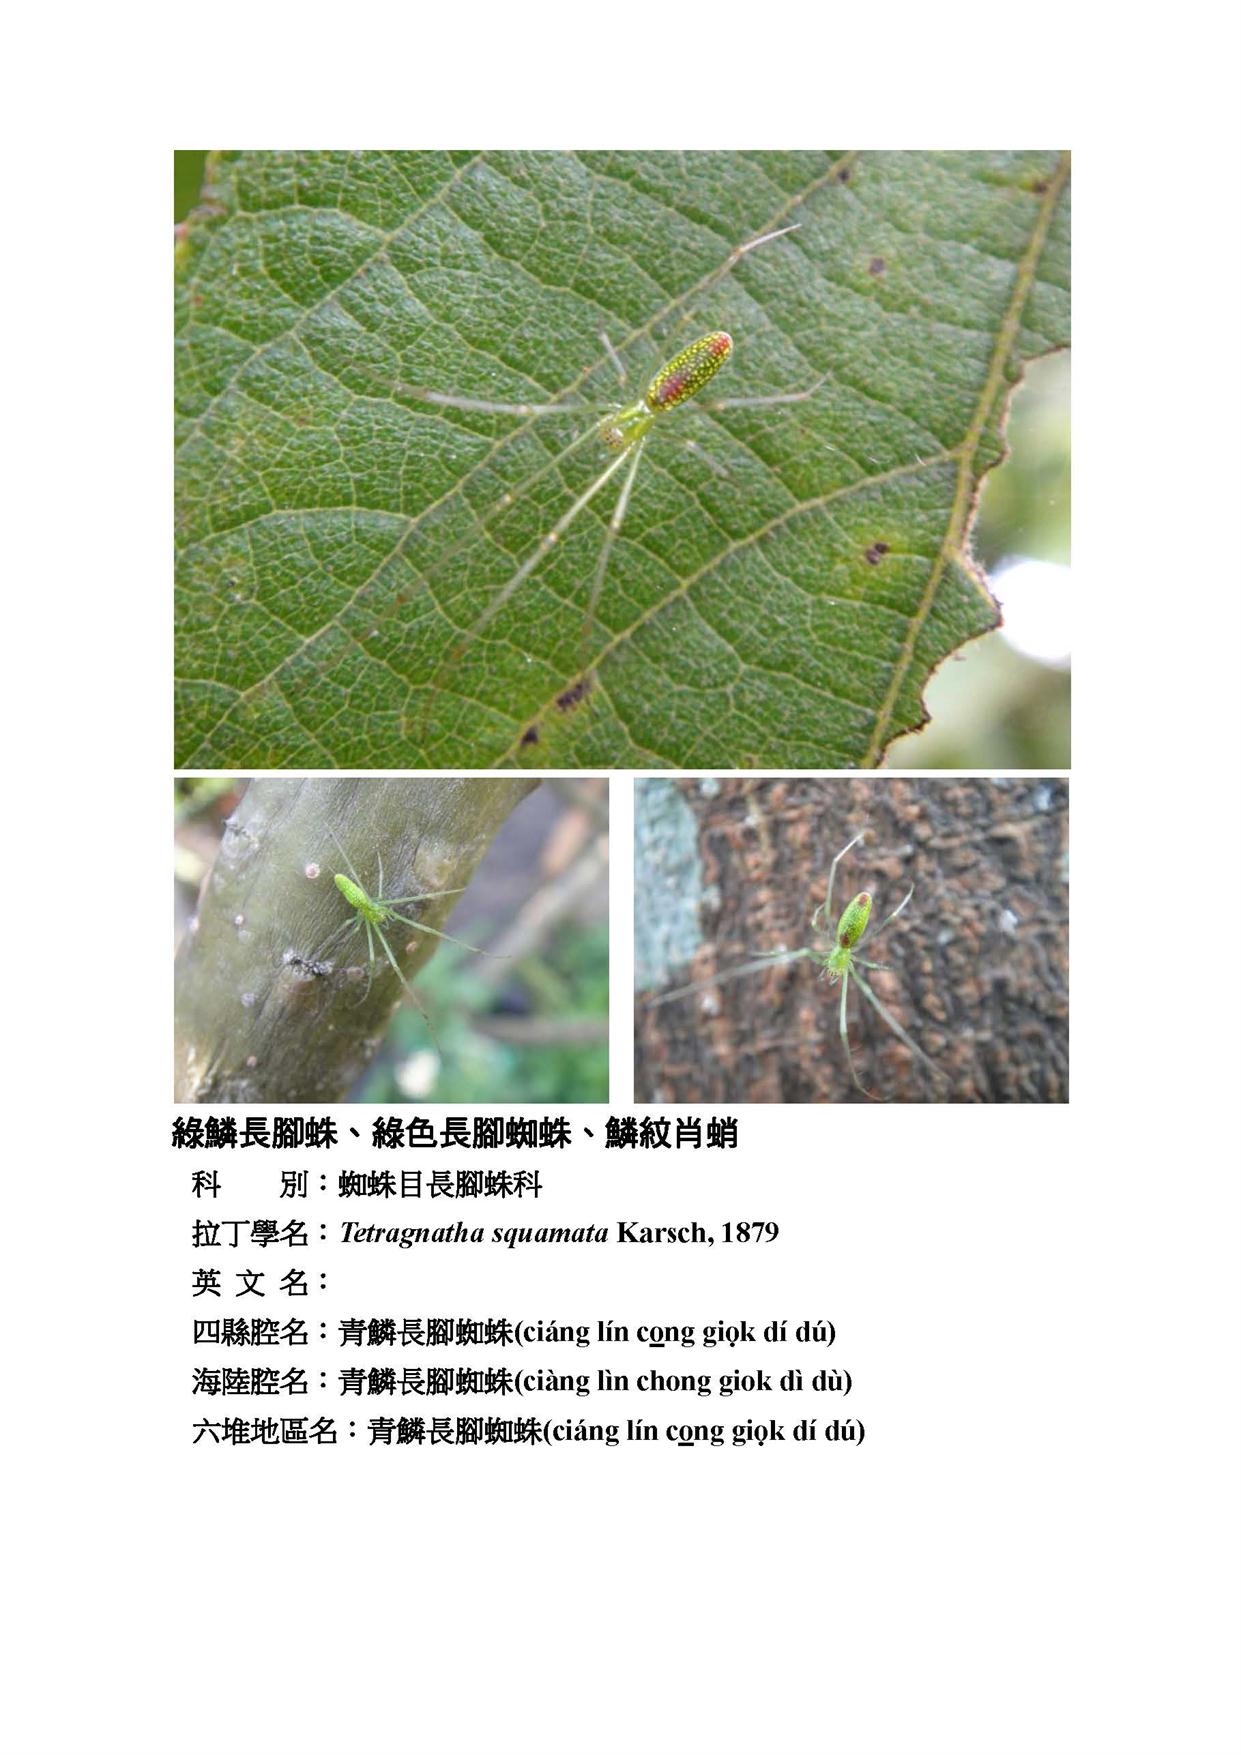 綠鱗長腳蛛、綠色長腳蜘蛛、鱗紋肖蛸
科　　別：蜘蛛目長腳蛛科
拉丁學名：Tetragnatha squamata Karsch, 1879
英 文 名：
四縣腔名：青鱗長腳蜘蛛(ciáng lín co̲ng giọk dí dú)
海陸腔名：青鱗長腳蜘蛛(ciàng lìn chong giok dì dù)
六堆地區名：青鱗長腳蜘蛛(ciáng lín co̲ng giọk dí dú)